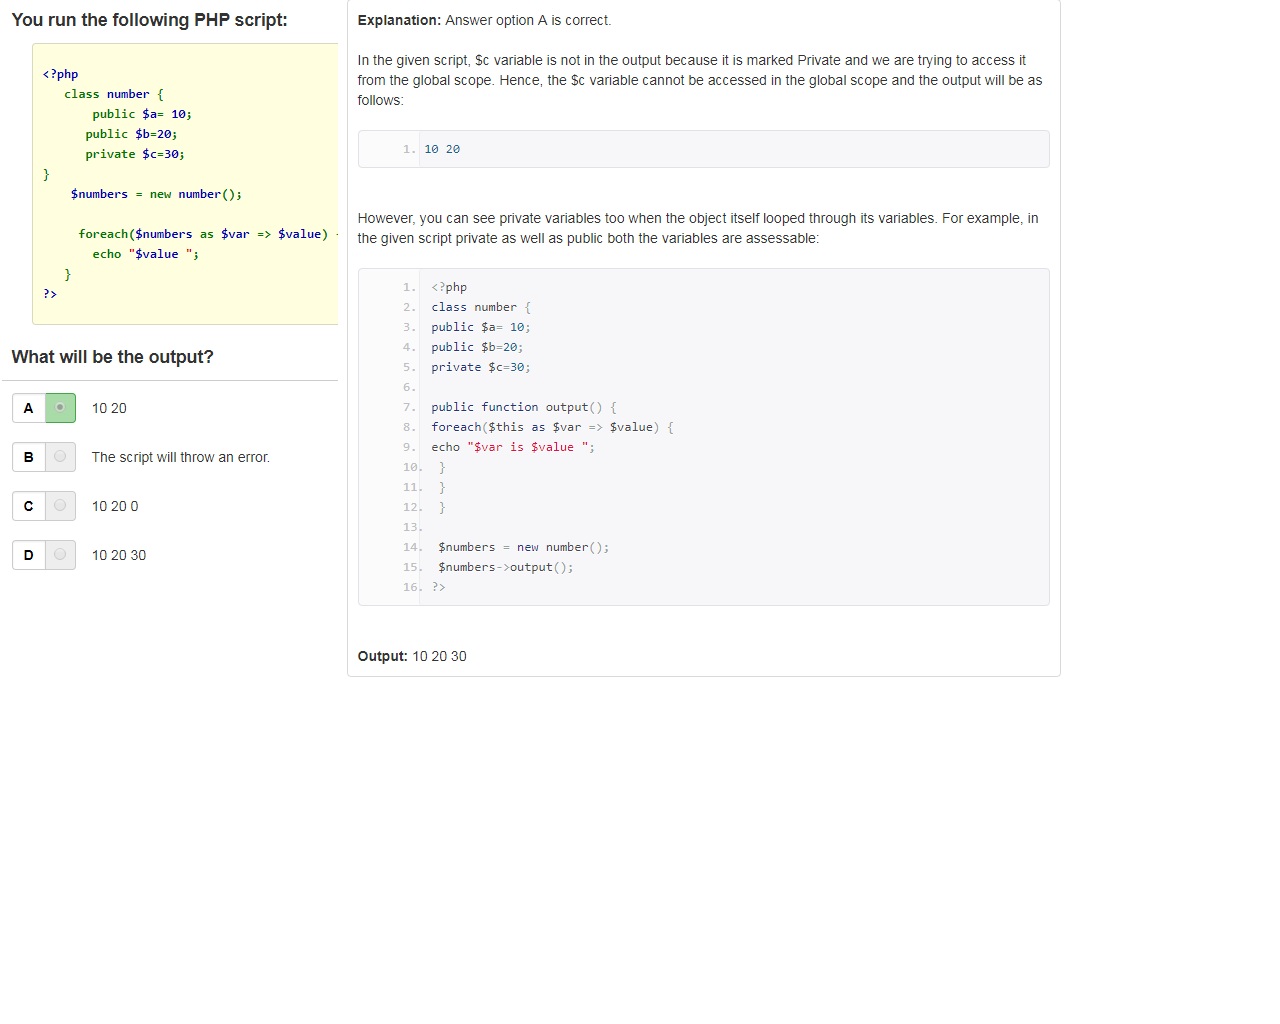 You run the following PHP script:
<?php
class number {
public $a= 10;
public $b=20;
private $c=30;
}
$numbers = new number();
foreach($numbers as $var => $value)
echo "$value ";
}
?>
What will be the output?
A 10 20
B The script will throw an error.
C 10 20 0
D 10 20 30
Explanation: Answer option A is correct.
In the given script, $c variable is not in the output because it is marked Private and we are trying to access it
from the global scope. Hence, the $c variable cannot be accessed in the global scope and the output will be as
follows:
1. 10 20
However, you can see private variables too when the object itself looped through its variables. For example, in
the given script private as well as public both the variables are assessable:
1. <?php
2. class number {
3. public $a= 10;
4. public $b=20;
5. private $c=30;
6.
7. public function output() {
8. foreach($this as $var => $value) {
9. echo "$var is $value ";
10. }
11. }
12. }
13.
14. $numbers = new number();
15. $numbers->output();
16. ?>
Output: 10 20 30